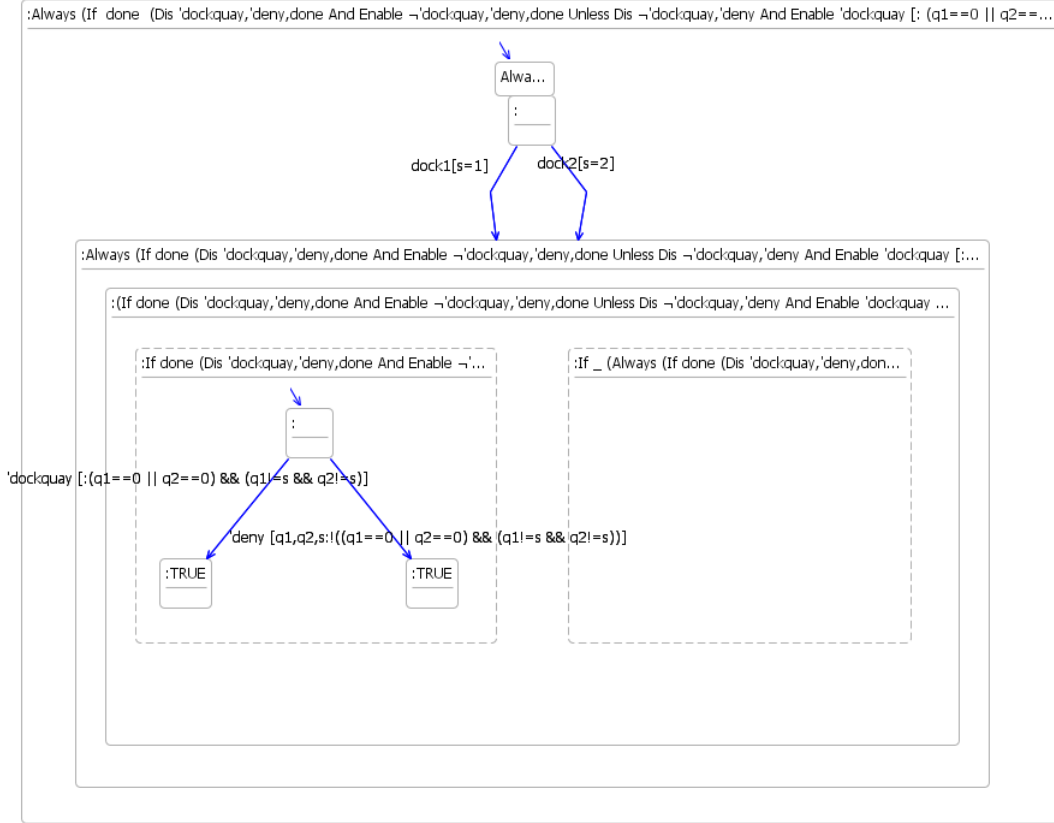 :Always (If  done  (Dis 'dockquay,'deny,done And Enable ¬'dockquay,'deny,done Unless Dis ¬'dockquay,'deny And Enable 'dockquay [: (q1==0 || q2==...
Alwa...
:
dock1[s=1]
dock2[s=2]
:Always (If done (Dis 'dockquay,'deny,done And Enable ¬'dockquay,'deny,done Unless Dis ¬'dockquay,'deny And Enable 'dockquay [:...
:(If done (Dis 'dockquay,'deny,done And Enable ¬'dockquay,'deny,done Unless Dis ¬'dockquay,'deny And Enable 'dockquay ...
:If done (Dis 'dockquay,'deny,done And Enable ¬'...
:If _ (Always (If done (Dis 'dockquay,'deny,don...
:
'dockquay [:(q1==0 || q2==0) && (q1!=s && q2!=s)]
'deny [q1,q2,s:!((q1==0 || q2==0) && (q1!=s && q2!=s))]
:TRUE
:TRUE